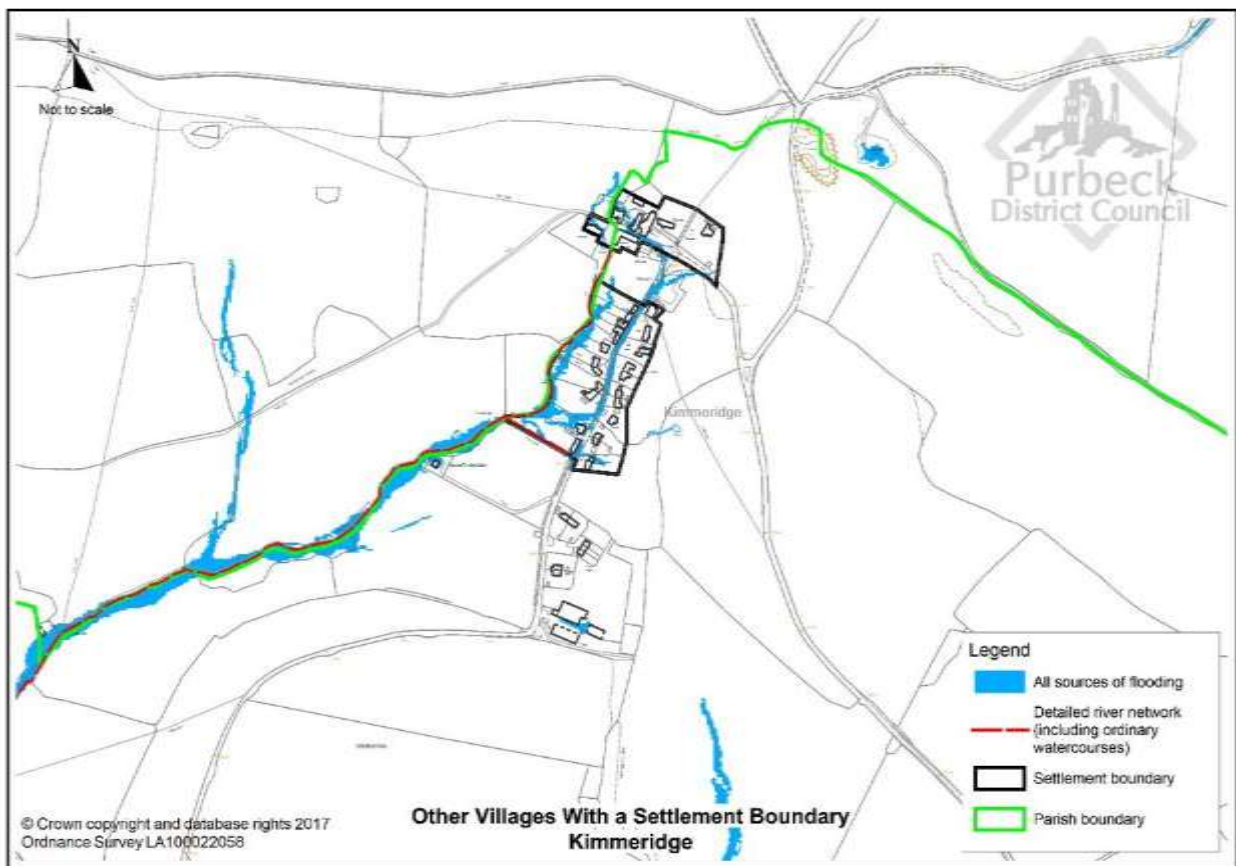 N
Not to scale
Purbeck
District Council
Kimmeridge
Legend
All sources of flooding
Detailed river network
(including ordinary
watercourses)
Settlement boundary
Parish boundary
Other Villages With a Settlement Boundary
Kimmeridge
© Crown copyright and database rights 2017
Ordnance Survey LA100022058